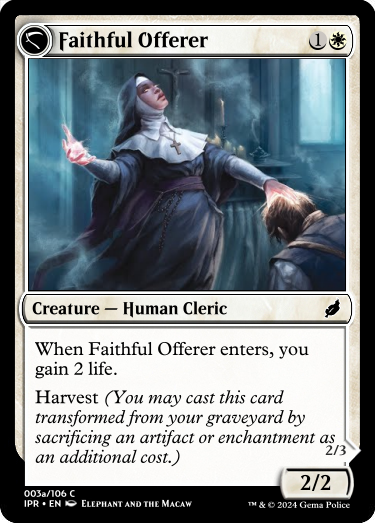 Faithful Offerer 1
Creature — Human Cleric
When Faithful Offerer enters, you
gain 2 life.
Harvest (You may cast this card
transformed from your graveyard by
sacrificing an artifact or enchantment as
an additional cost.)
2/3
2/2
003a/106 C
IPR • EN Elephant and the Macaw
™ & © 2024 Gema Police